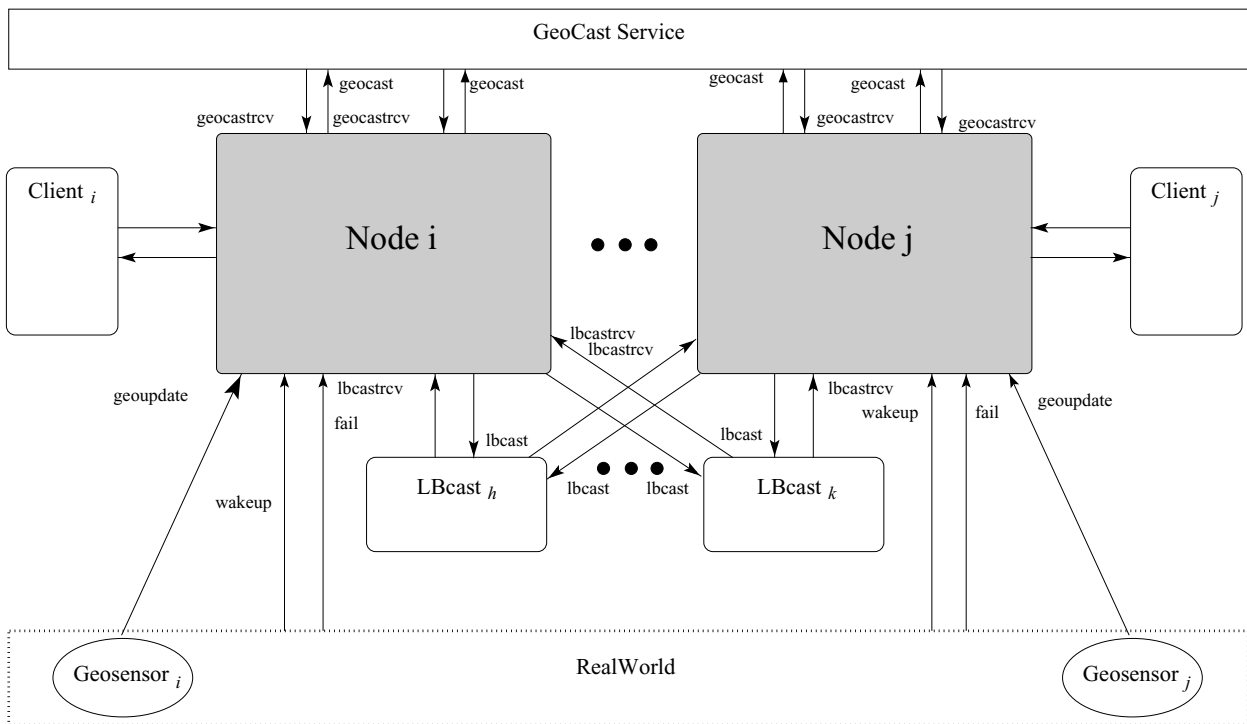 GeoCast Service
geocast
geocast
geocast
geocast
geocastrcv
geocastrcv
geocastrcv
geocastrcv
Client i
Node i
Node j
Client j
lbcastrcv
lbcastrcv
geoupdate
lbcastrcv
fail
lbcast
lbcast
lbcastrcv
wakeup
fail
geoupdate
wakeup
LBcast h
lbcast
lbcast
LBcast k
Geosensor i
RealWorld
Geosensor j